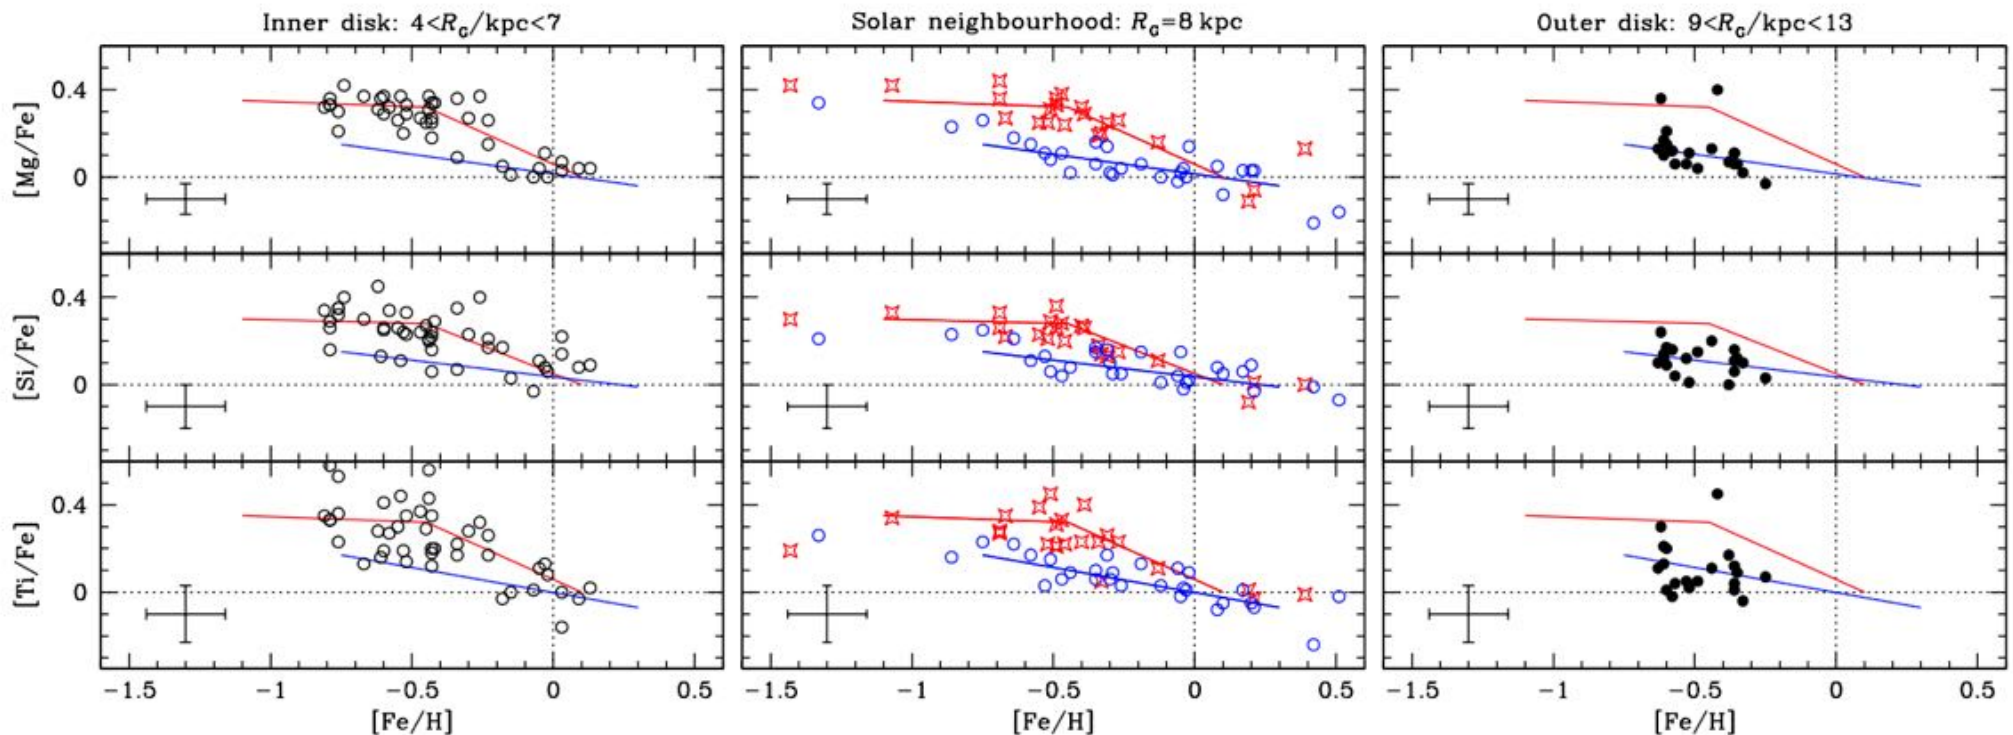 Inner disk: 4<R_G/kpc<7
Solar neighbourhood: R_G=8 kpc
Outer disk: 9<R_G/kpc<13
[Mg/Fe]
0.4
0
[Si/Fe]
0.4
0
[Ti/Fe]
0.4
0
−1.5 −1 −0.5 0 0.5
−1.5 −1 −0.5 0 0.5
−1.5 −1 −0.5 0 0.5
[Fe/H]
[Fe/H]
[Fe/H]